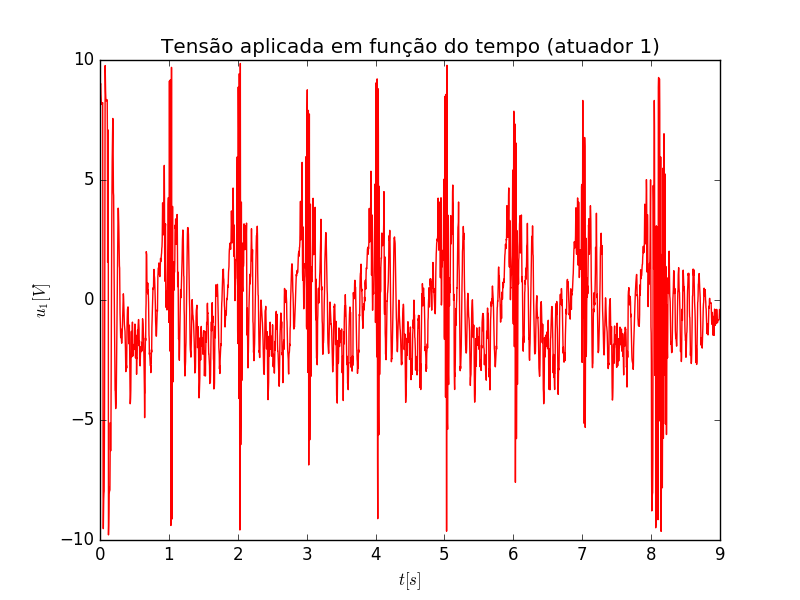 Tensão aplicada em função do tempo (atuador 1)
10
5
0
−5
−10
u₁[V]
0 1 2 3 4 5 6 7 8 9
t[s]